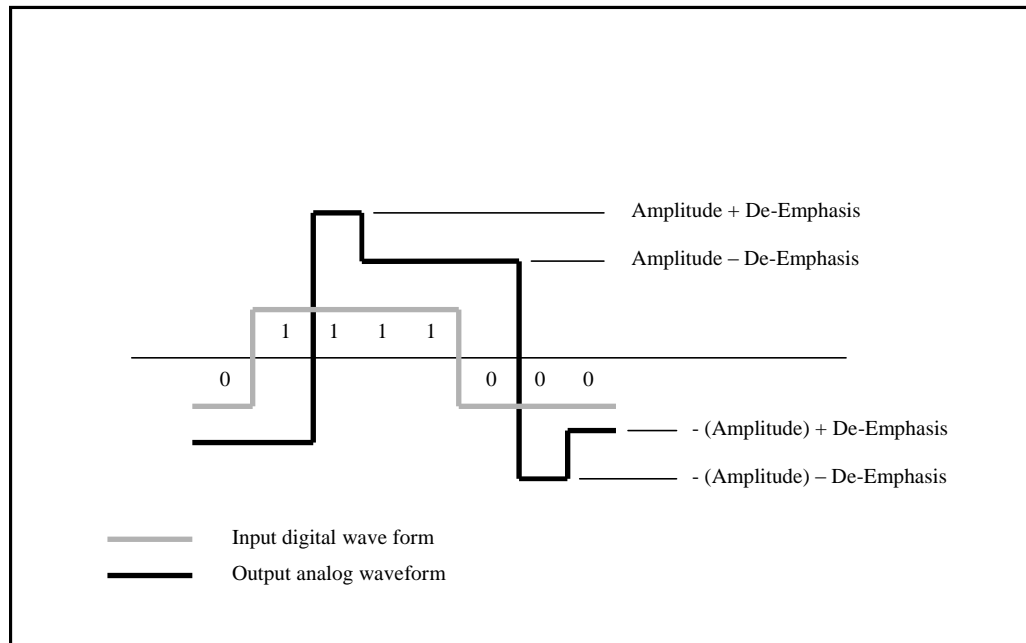 Amplitude + De-Emphasis
Amplitude – De-Emphasis
1 1 1 1
0 0 0 0
- (Amplitude) + De-Emphasis
- (Amplitude) – De-Emphasis
Input digital wave form
Output analog waveform